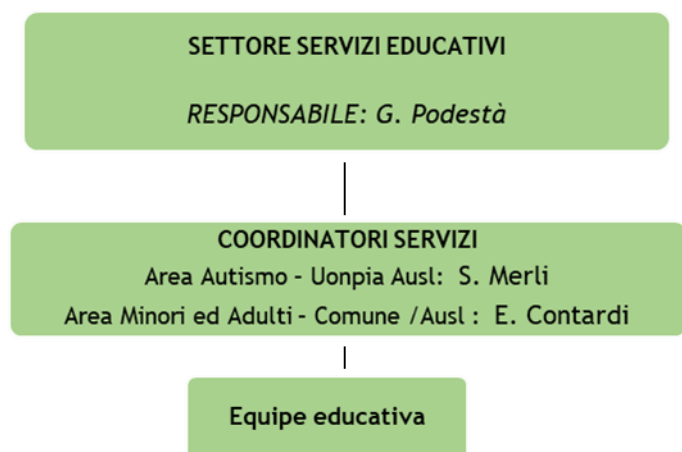 SETTORE SERVIZI EDUCATIVI
RESPONSABILE: G. Podestà
COORDINATORI SERVIZI
Area Autismo - Uonpia Ausl: S. Merli
Area Minori ed Adulti - Comune /Ausl : E. Contardi
Equipe educativa